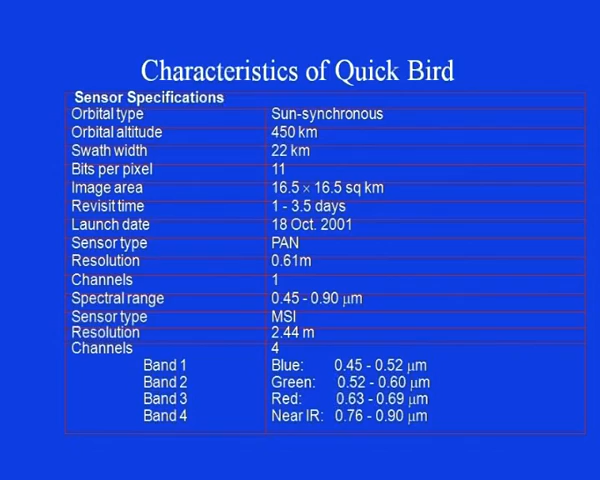 Characteristics of Quick Bird
Sensor Specifications
Orbital type Sun-synchronous
Orbital altitude 450 km
Swath width 22 km
Bits per pixel 11
Image area 16.5 × 16.5 sq km
Revisit time 1 - 3.5 days
Launch date 18 Oct. 2001
Sensor type PAN
Resolution 0.61m
Channels 1
Spectral range 0.45 - 0.90 μm
Sensor type MSI
Resolution 2.44 m
Channels 4
Band 1 Blue: 0.45 - 0.52 μm
Band 2 Green: 0.52 - 0.60 μm
Band 3 Red: 0.63 - 0.69 μm
Band 4 Near IR: 0.76 - 0.90 μm